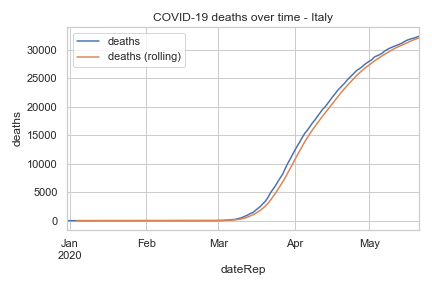 COVID-19 deaths over time - Italy
deaths
deaths (rolling)
30000
25000
20000
15000
10000
5000
0
deaths
Jan Feb Mar Apr May
2020
dateRep